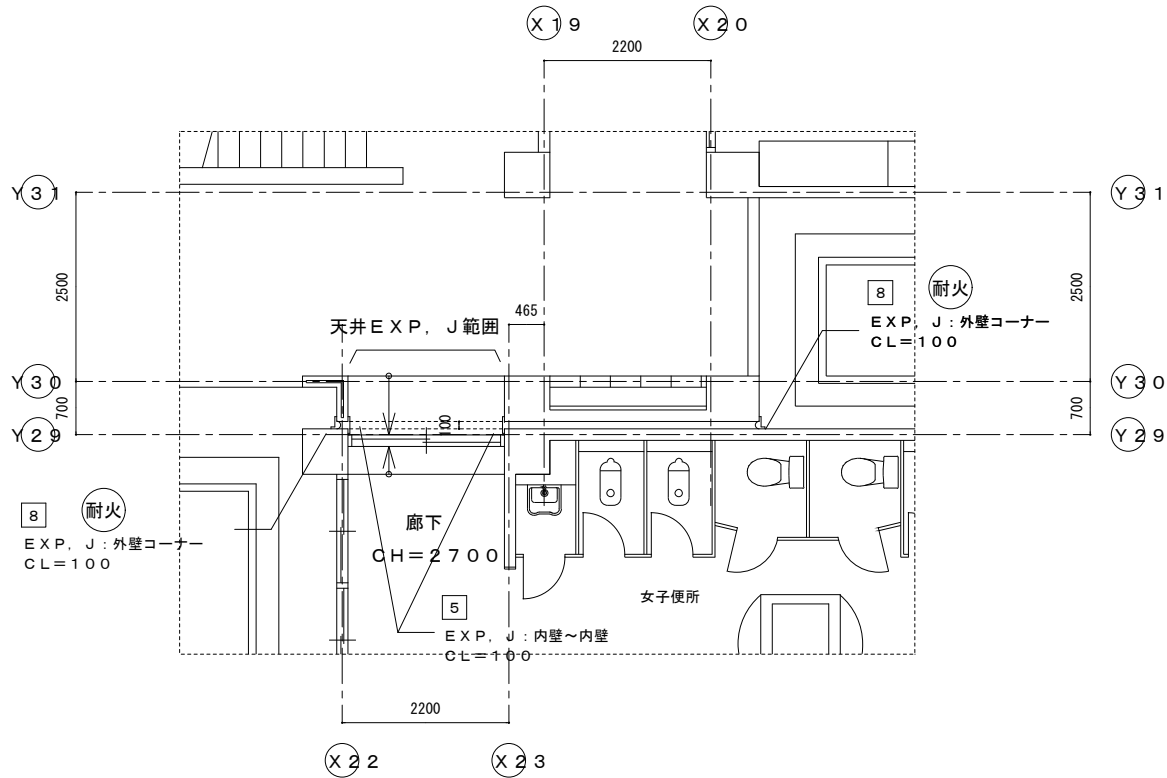 X19
X20
2200
Y31
Y31
2500
2500
8
耐火
EXP, J:外壁コーナー
CL=100
465
天井EXP, J範囲
Y30
Y30
700
700
100
Y29
Y29
8
耐火
EXP, J:外壁コーナー
CL=100
廊下
CH=2700
5
EXP, J:内壁~内壁
CL=100
女子便所
2200
X22
X23